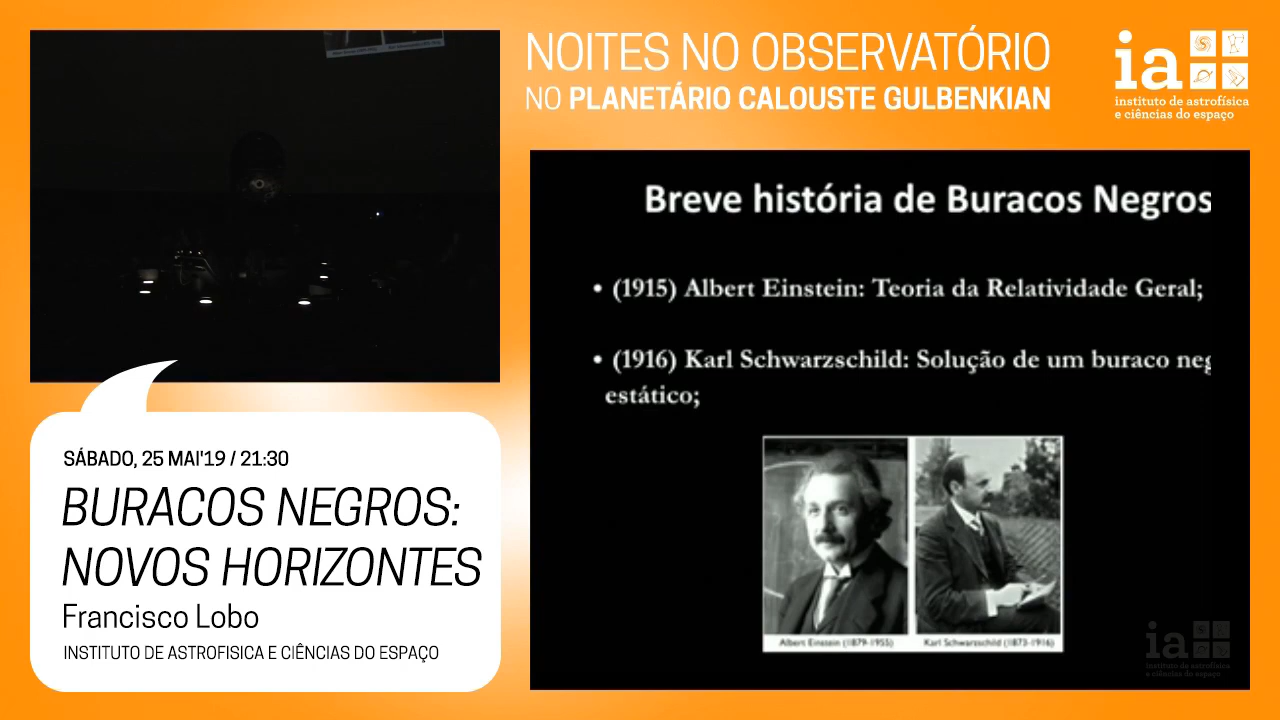 NOITES NO OBSERVATÓRIO
NO PLANETÁRIO CALOUSTE GULBENKIAN
ia
instituto de astrofísica
e ciências do espaço
Breve história de Buracos Negros
• (1915) Albert Einstein: Teoria da Relatividade Geral;
• (1916) Karl Schwarzschild: Solução de um buraco neg
estático;
Albert Einstein (1879-1955)
Karl Schwarzschild (1873-1916)
ia
instituto de astrofísica
e ciências do espaço
SÁBADO, 25 MAI'19 / 21:30
BURACOS NEGROS:
NOVOS HORIZONTES
Francisco Lobo
INSTITUTO DE ASTROFISICA E CIÊNCIAS DO ESPAÇO